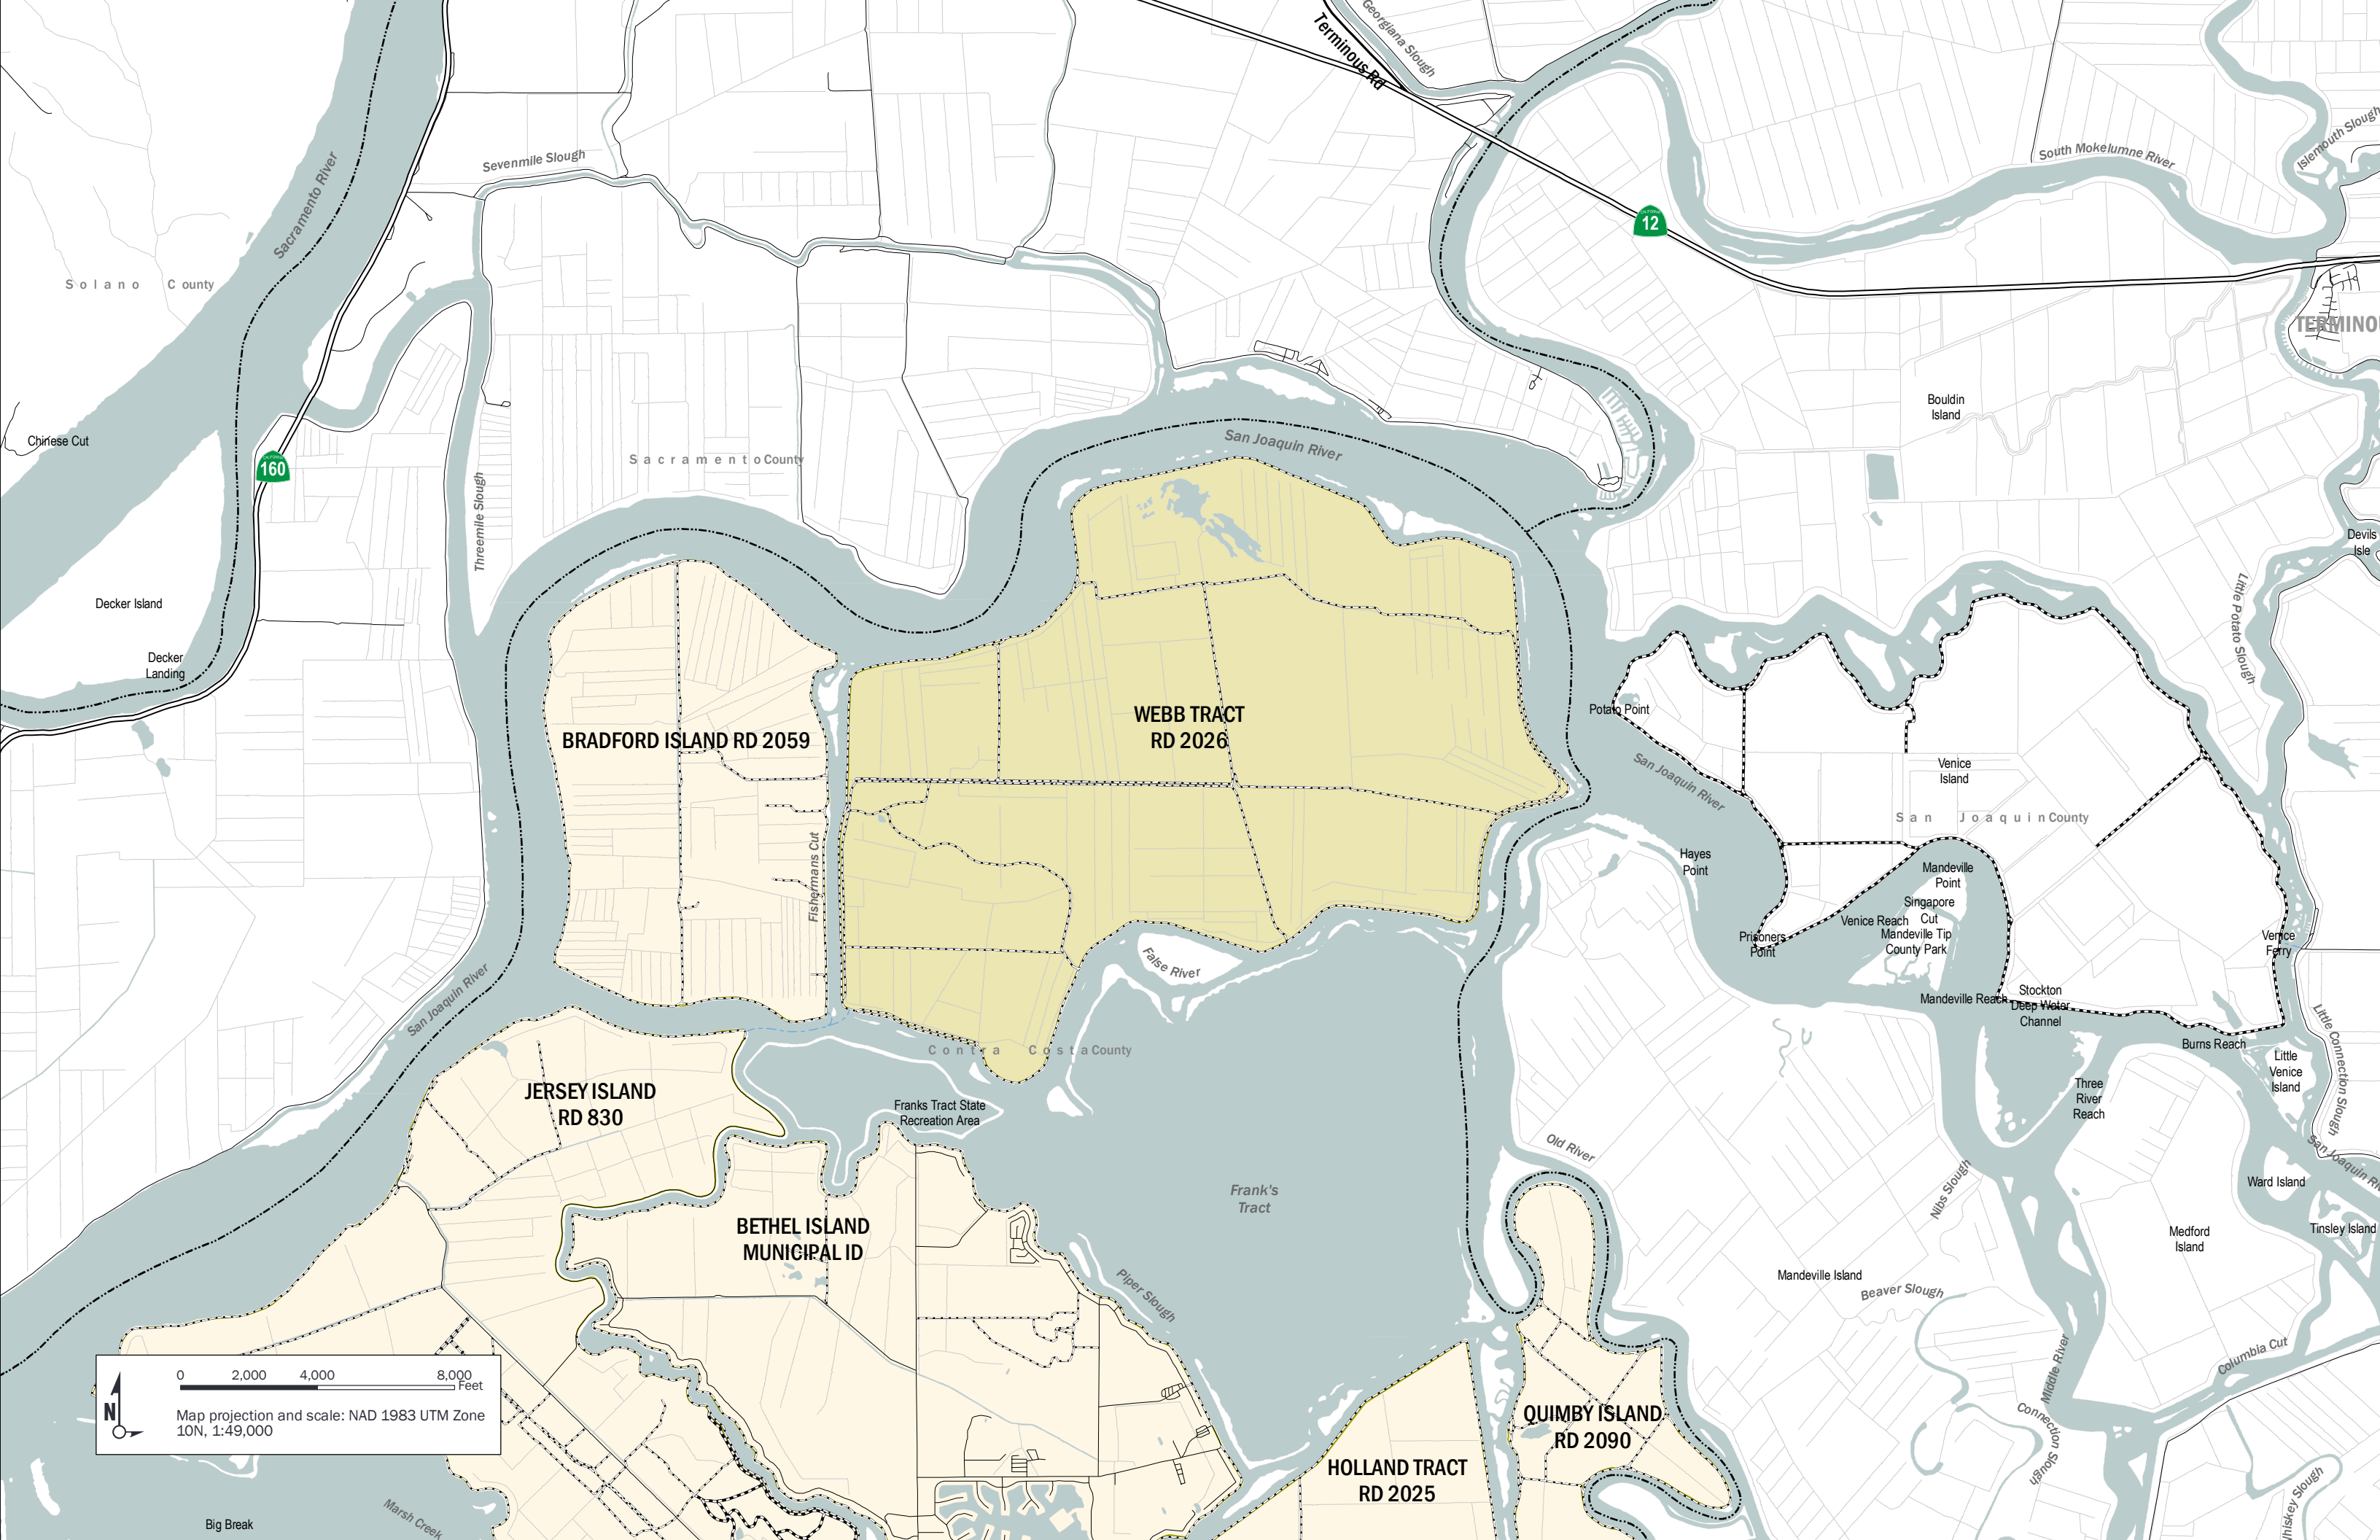 Georgiana Slough
Terminous Rd
Sacramento River
Sevenmile Slough
South Mokelumne River
Islemouth Slough
12
Solano County
TERMINO
Bouldin
Island
Chinese Cut
160
Sacramento County
San Joaquin River
Threemile Slough
Devils
Isle
Decker Island
Decker
Landing
Little Potato Slough
WEBB TRACT
RD 2026
Potato Point
BRADFORD ISLAND RD 2059
San Joaquin River
Venice
Island
San Joaquin County
Fishermans Cut
Hayes
Point
Mandeville
Point
Singapore
Cut
Venice Reach
Mandeville Tip
County Park
Prisoners
Point
Venice
Ferry
False River
San Joaquin River
Mandeville Reach
Stockton
Deep Water
Channel
Little Connection Slough
Burns Reach
Contra Costa County
Little
Venice
Island
JERSEY ISLAND
RD 830
Three
River
Reach
Franks Tract State
Recreation Area
Old River
San Joaquin Riv
Nibs Slough
Ward Island
Frank's
Tract
BETHEL ISLAND
MUNICIPAL ID
Tinsley Island
Medford
Island
Mandeville Island
Beaver Slough
Piper Slough
Middle River
Columbia Cut
0 2,000 4,000 8,000
Feet
N
Map projection and scale: NAD 1983 UTM Zone
10N, 1:49,000
QUIMBY ISLAND
RD 2090
Connection Slough
HOLLAND TRACT
RD 2025
Whiskey Slough
Marsh Creek
Big Break